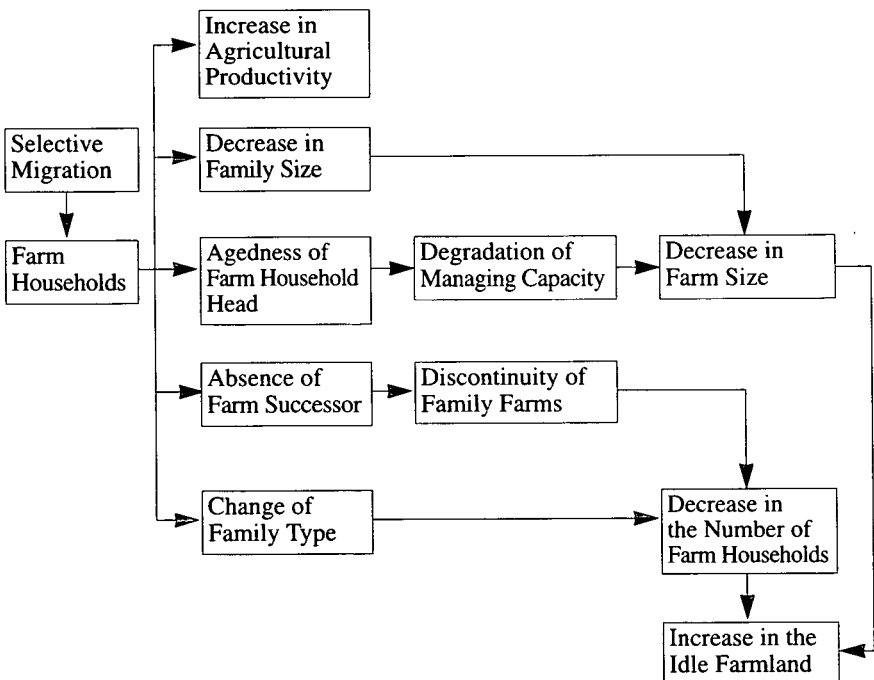 Increase in
Agricultural
Productivity
Selective
Migration
Decrease in
Family Size
Farm
Households
Agedness of
Farm Household
Head
Degradation of
Managing Capacity
Decrease in
Farm Size
Absence of
Farm Successor
Discontinuity of
Family Farms
Change of
Family Type
Decrease in
the Number of
Farm Households
Increase in the
Idle Farmland